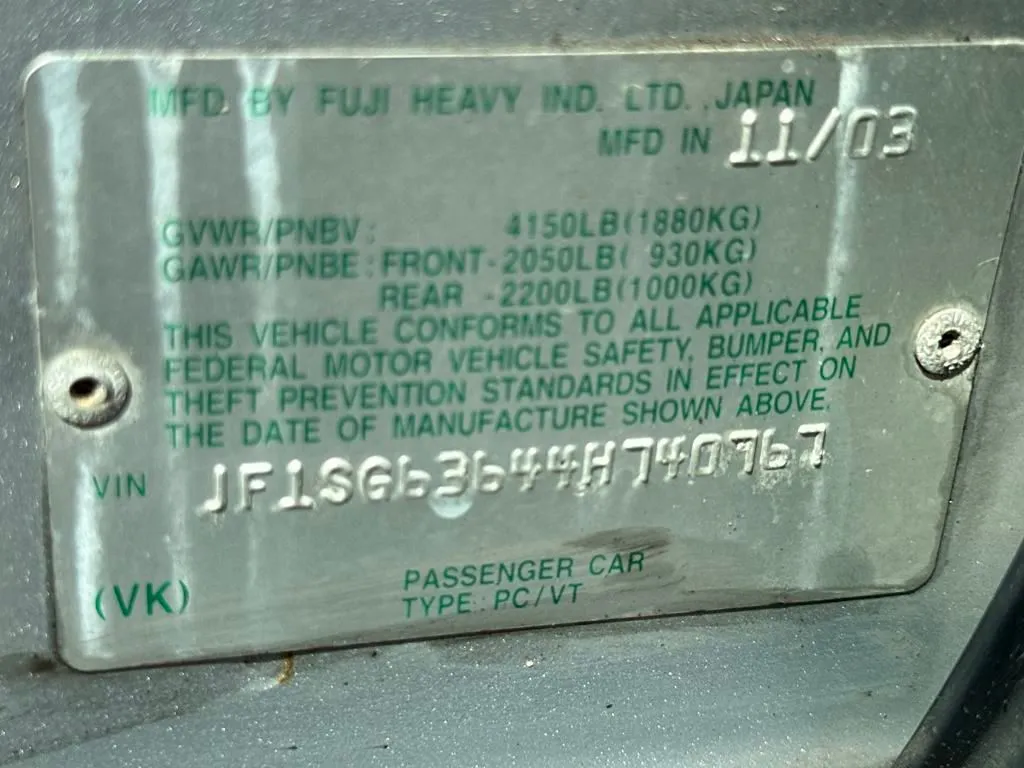 MFD. BY FUJI HEAVY IND. LTD. ,JAPAN
MFD IN 11/03
GVWR/PNBV: 4150LB(1880KG)
GAWR/PNBE:FRONT-2050LB( 930KG)
REAR -2200LB(1000KG)
THIS VEHICLE CONFORMS TO ALL APPLICABLE
FEDERAL MOTOR VEHICLE SAFETY, BUMPER, AND
THEFT PREVENTION STANDARDS IN EFFECT ON
THE DATE OF MANUFACTURE SHOWN ABOVE.
VIN JF1SG63644H740767
(VK) PASSENGER CAR
TYPE: PC/VT